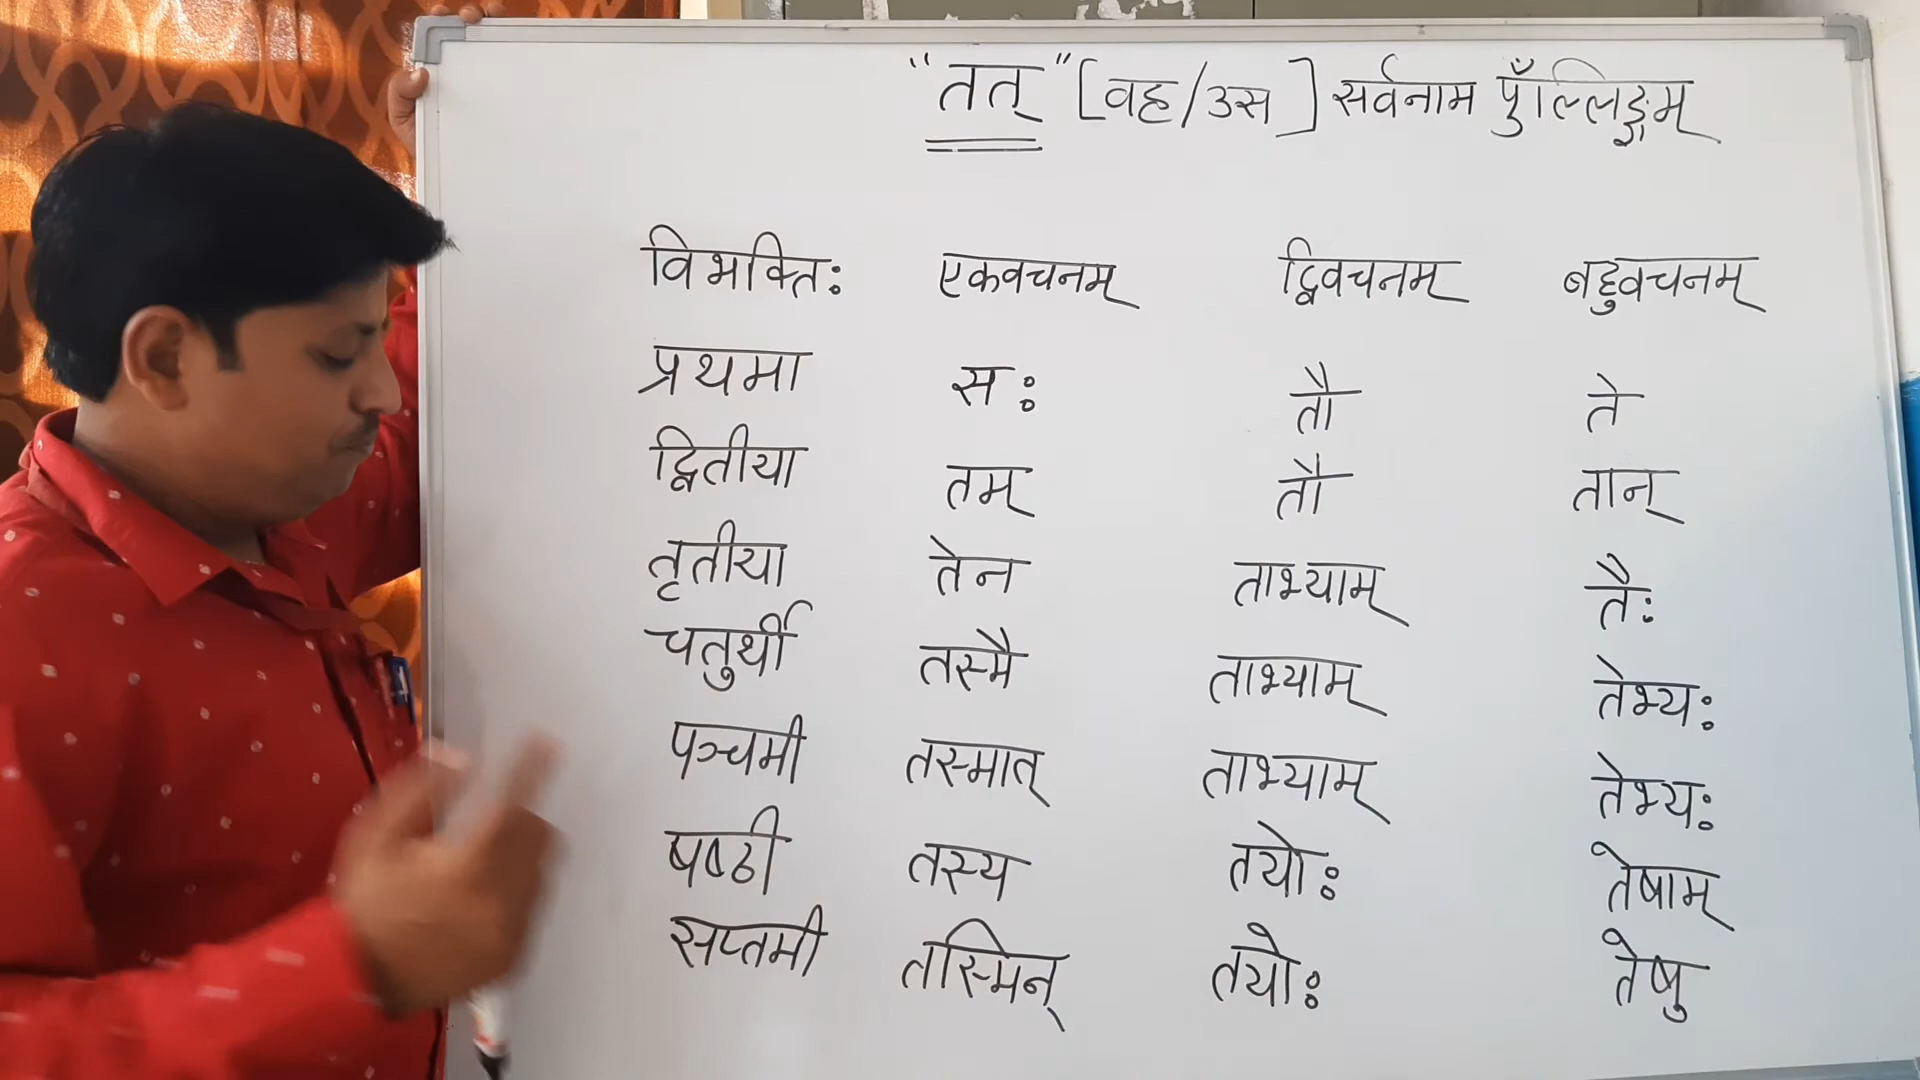 "तत्" [वह/उस] सर्वनाम पुँल्लिङ्गम्
विभक्तिः एकवचनम् द्विवचनम् बहुवचनम्
प्रथमा सः तौ ते
द्वितीया तम् तौ तान्
तृतीया तेन ताभ्याम् तैः
चतुर्थी तस्मै ताभ्याम् तेभ्यः
पञ्चमी तस्मात् ताभ्याम् तेभ्यः
षष्ठी तस्य तयोः तेषाम्
सप्तमी तस्मिन् तयोः तेषु